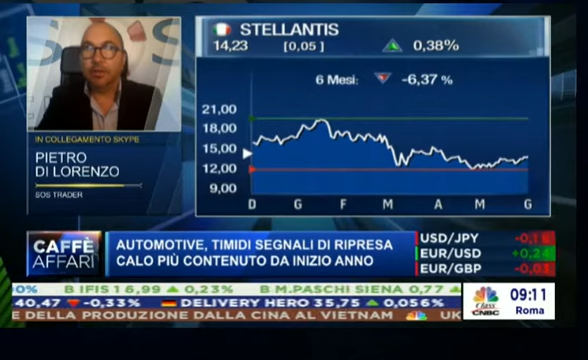 STELLANTIS
14,23 [0,05] 0,38%
6 Mesi: -6,37 %
21,00
18,00
15,00
12,00
9,00
D G F M A M G
IN COLLEGAMENTO SKYPE
PIETRO
DI LORENZO
SOS TRADER
CAFFÈ
AFFARI
AUTOMOTIVE, TIMIDI SEGNALI DI RIPRESA
CALO PIÙ CONTENUTO DA INIZIO ANNO
USD/JPY
EUR/USD +0,24
EUR/GBP -0,03
0% B IFIS 16,99 0,23% B M.PASCHI SIENA 0,77
40,47 -0,33% DELIVERY HERO 35,75 0,056%
E DELLA PRODUZIONE DALLA CINA AL VIETNAM UK
CLASS
CNBC
09:11
Roma